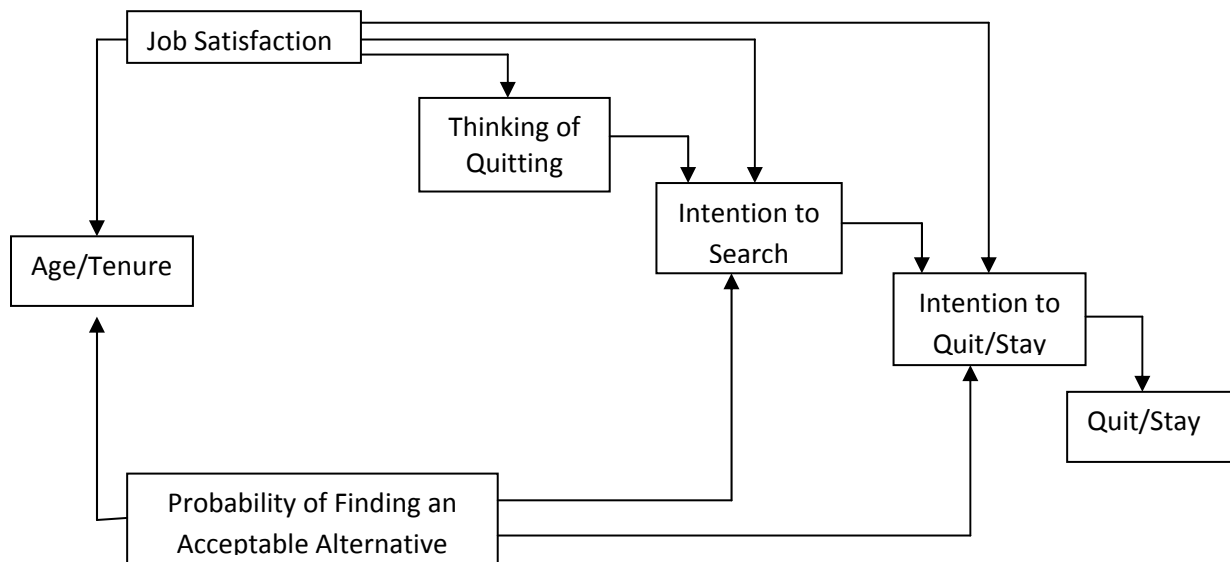 Job Satisfaction
Thinking of
Quitting
Intention to
Search
Age/Tenure
Intention to
Quit/Stay
Quit/Stay
Probability of Finding an
Acceptable Alternative